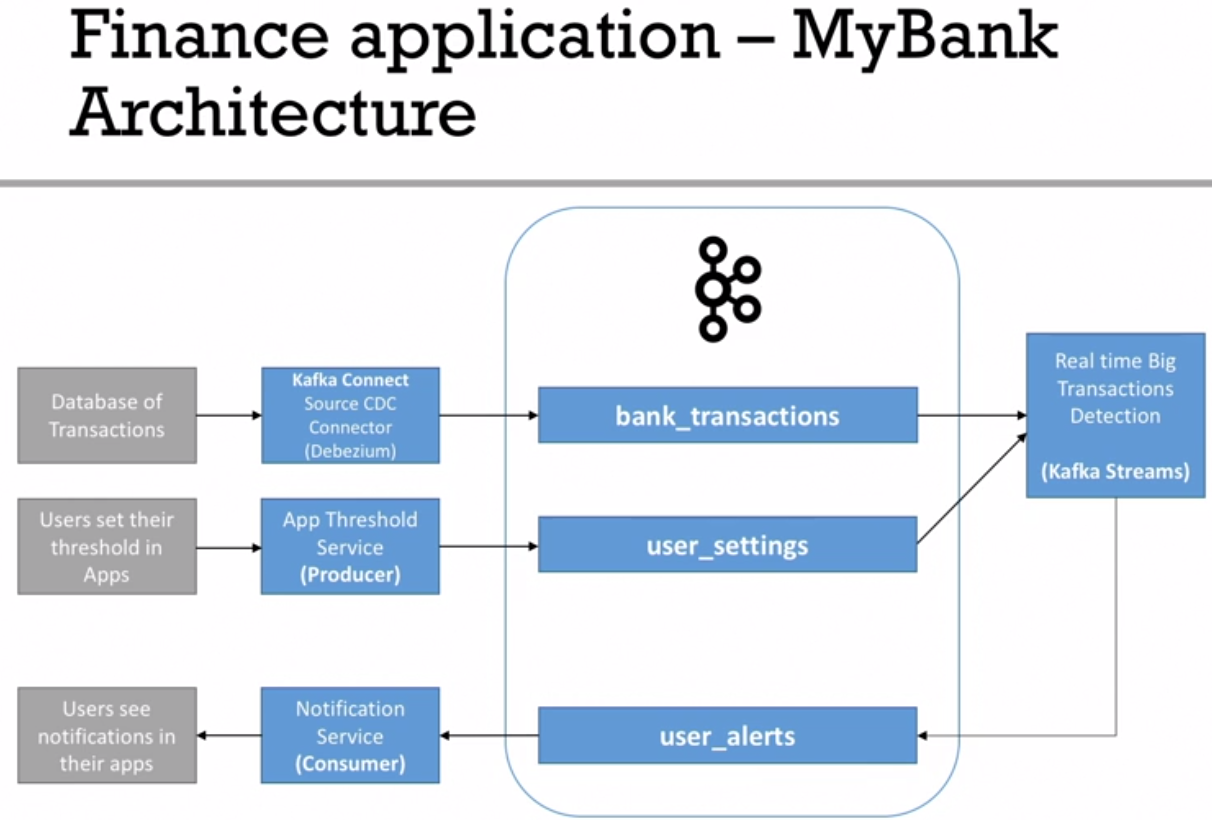 Finance application – MyBank
Architecture
Database of
Transactions
Kafka Connect
Source CDC
Connector
(Debezium)
bank_transactions
Real time Big
Transactions
Detection
(Kafka Streams)
Users set their
threshold in
Apps
App Threshold
Service
(Producer)
user_settings
Users see
notifications in
their apps
Notification
Service
(Consumer)
user_alerts